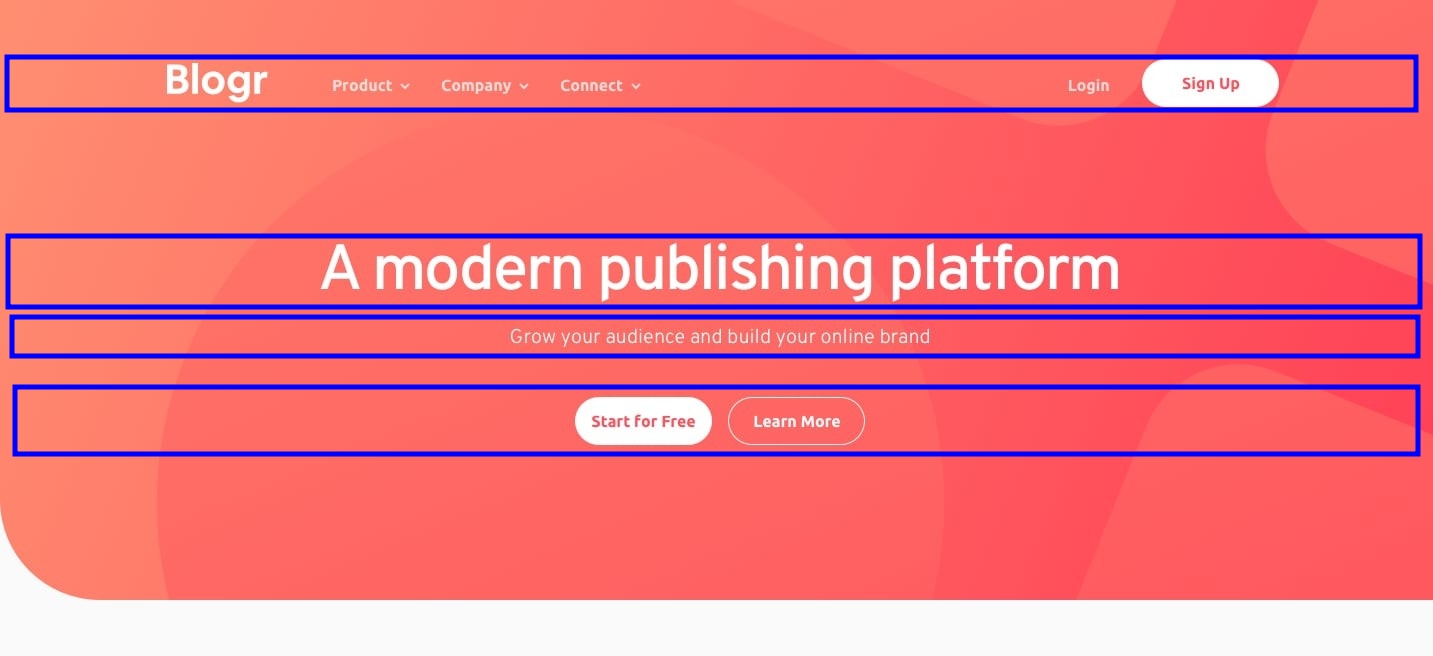 Blogr Product Company Connect Login Sign Up
A modern publishing platform
Grow your audience and build your online brand
Start for Free Learn More